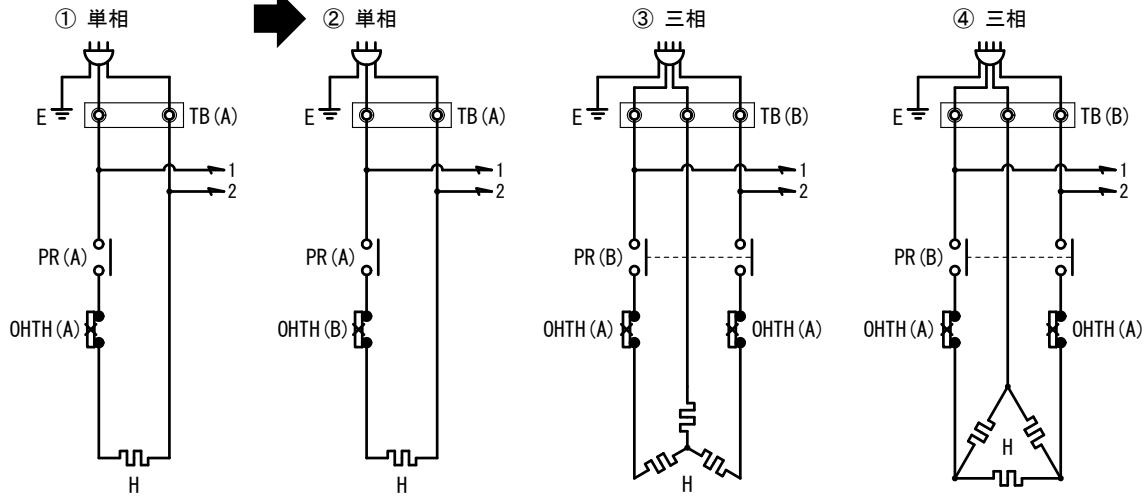 ① 単相
E
TB(A)
1
2
PR(A)
OHTH(A)
H
② 単相
E
TB(A)
1
2
PR(A)
OHTH(B)
H
③ 三相
E
TB(B)
1
2
PR(B)
OHTH(A)
OHTH(A)
H
④ 三相
E
TB(B)
1
2
PR(B)
OHTH(A)
OHTH(A)
H